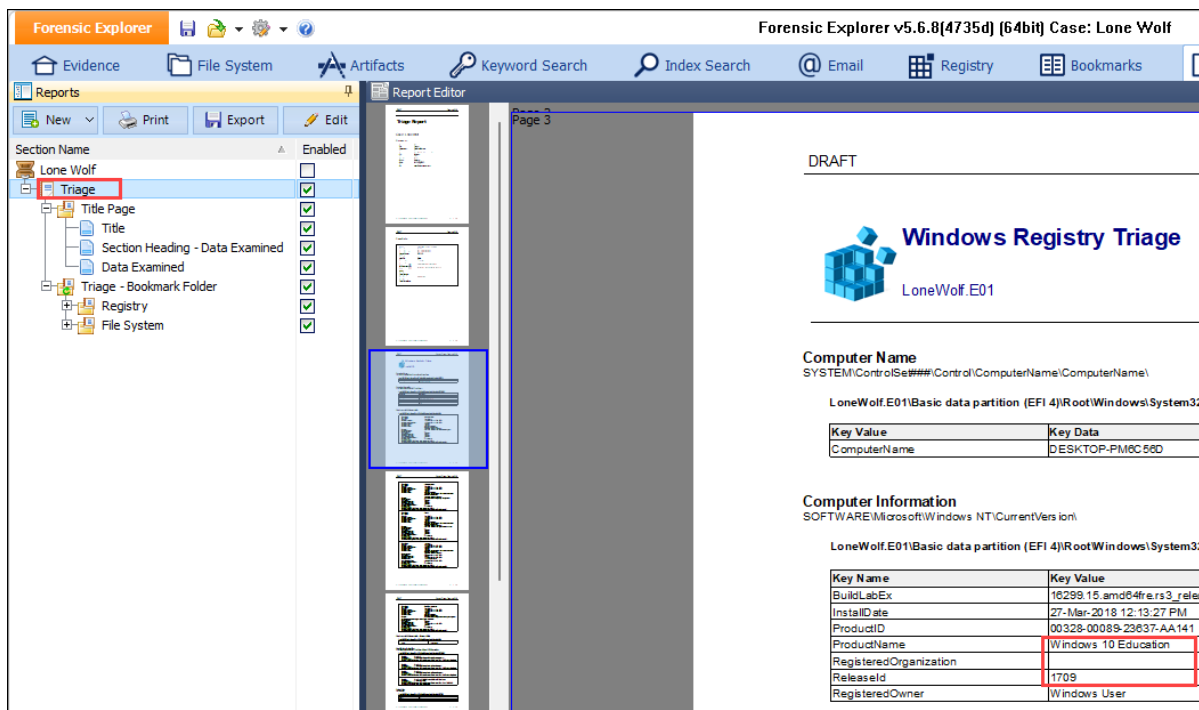 Forensic Explorer
Forensic Explorer v5.6.8(4735d) (64bit) Case: Lone Wolf
Evidence File System Artifacts Keyword Search Index Search Email Registry Bookmarks
Reports
Report Editor
New Print Export Edit
Section Name Enabled
Lone Wolf
Triage
Title Page
Title
Section Heading - Data Examined
Data Examined
Triage - Bookmark Folder
Registry
File System
Triage Report
Page 3
DRAFT
Windows Registry Triage
LoneWolf.E01
Computer Name
SYSTEM\ControlSet###\Control\ComputerName\ComputerName\
LoneWolf.E01\Basic data partition (EFI 4)\Root\Windows\System32
Key Value Key Data
ComputerName DESKTOP-PM6C56D
Computer Information
SOFTWARE\Microsoft\Windows NT\CurrentVersion\
LoneWolf.E01\Basic data partition (EFI 4)\Root\Windows\System32
Key Name Key Value
BuildLabEx 16299.15.amd64fre.rs3_rele
InstallDate 27-Mar-2018 12:13:27 PM
ProductID 00328-00089-23637-AA141
ProductName Windows 10 Education
RegisteredOrganization
ReleaseId 1709
RegisteredOwner Windows User